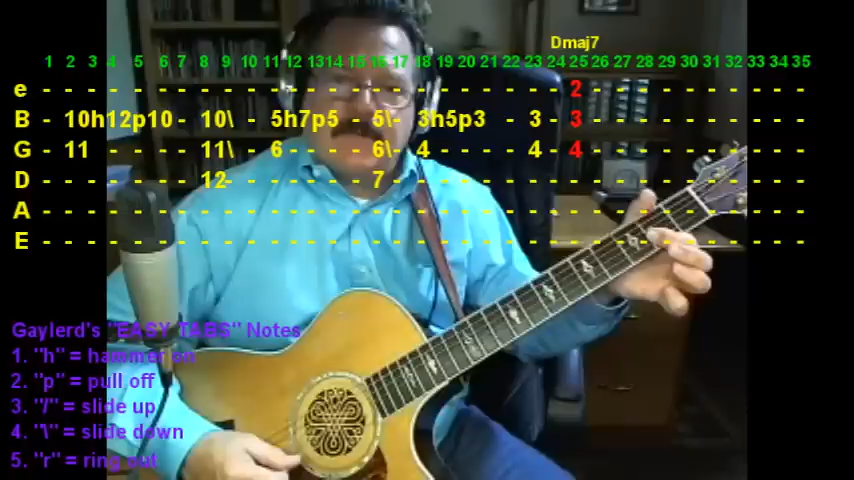 Dmaj7
1 2 3 4 5 6 7 8 9 10 11 12 13 14 15 16 17 18 19 20 21 22 23 24 25 26 27 28 29 30 31 32 33 34 35
e - - - - - - - - - - - - - - - - - - - - - - - 2 - - - - - - - - - -
B - 10h12p10 - 10\ - - 5h7p5 - - 5\ - - 3h5p3 - - 3 - 3 - - - - - - - - - -
G - 11 - - - - - 11\ - - 6 - - - - 6\ - 4 - - - - 4 - 4 - - - - - - - - - -
D - - - - - - - 12 - - - - - - - 7 - - - - - - - - - - - - - - - - - - -
A - - - - - - - - - - - - - - - - - - - - - - - - - - - - - - - - - - -
E - - - - - - - - - - - - - - - - - - - - - - - - - - - - - - - - - - -
Gaylerd's "EASY TABS" Notes
1. "h" = hammer on
2. "p" = pull off
3. "/" = slide up
4. "\" = slide down
5. "r" = ring out